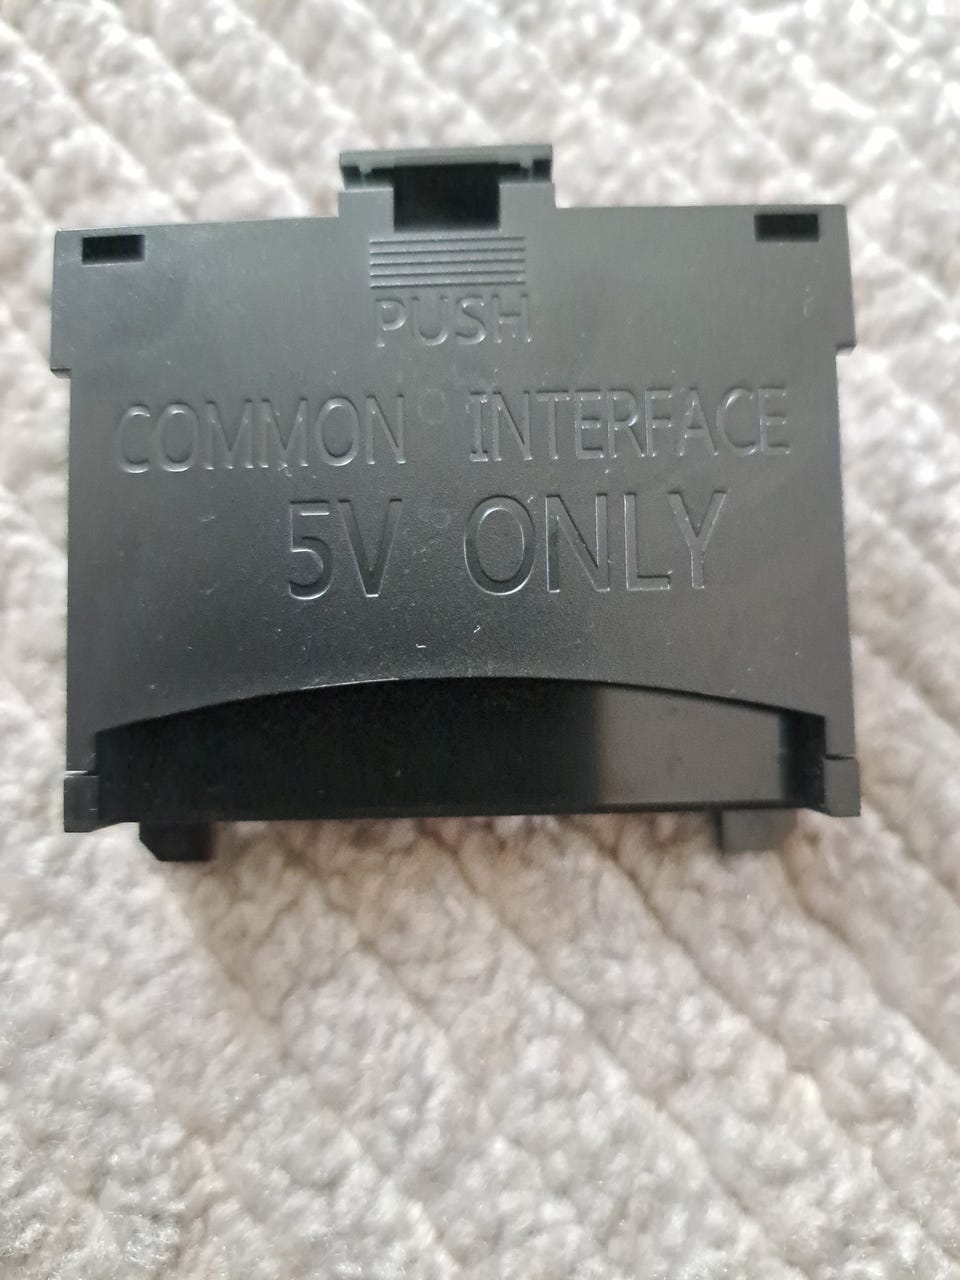 PUSH
COMMON INTERFACE
5V ONLY